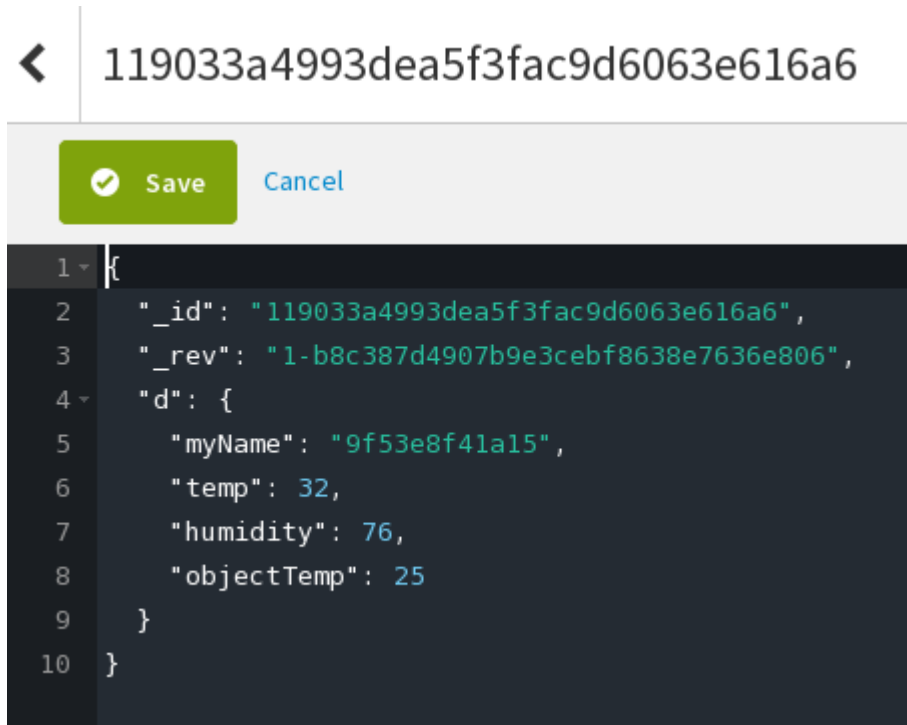 119033a4993dea5f3fac9d6063e616a6
Save Cancel
1 {
2 "_id": "119033a4993dea5f3fac9d6063e616a6",
3 "_rev": "1-b8c387d4907b9e3cebf8638e7636e806",
4 "d": {
5 "myName": "9f53e8f41a15",
6 "temp": 32,
7 "humidity": 76,
8 "objectTemp": 25
9 }
10 }